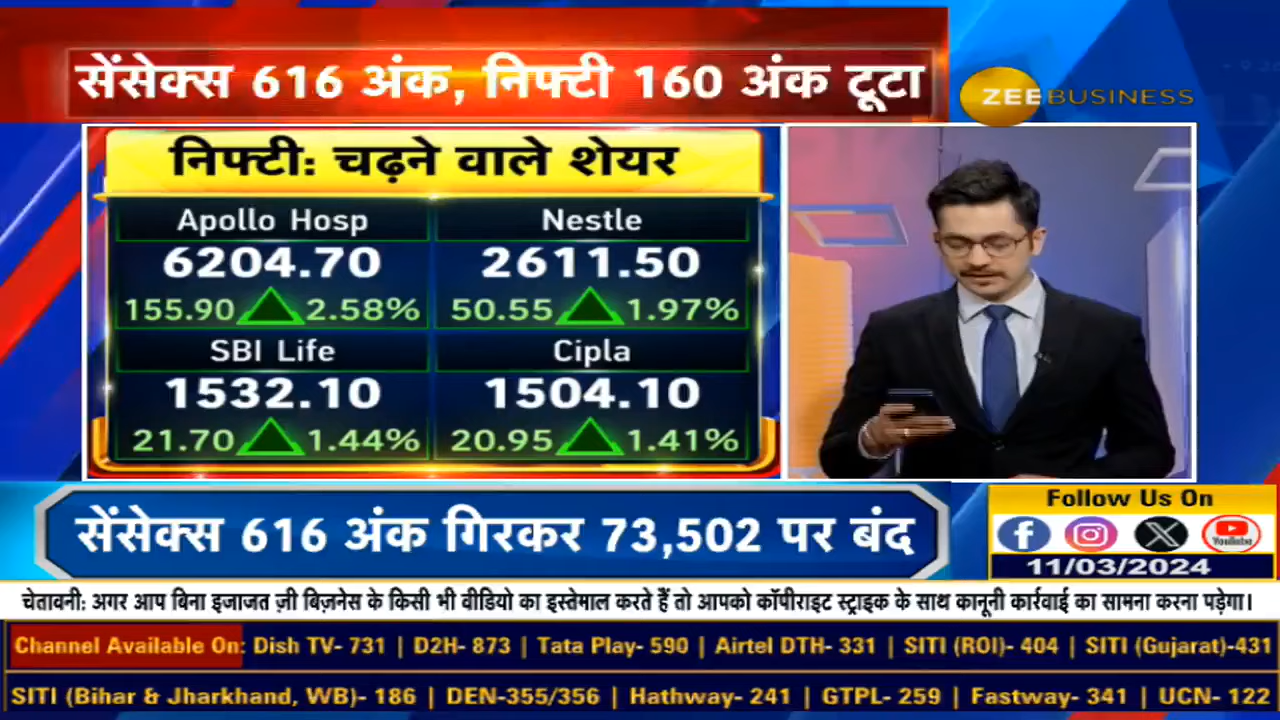 सेंसेक्स 616 अंक, निफ्टी 160 अंक टूटा
ZEEBUSINESS
निफ्टी: चढ़ने वाले शेयर
Apollo Hosp
6204.70
155.90 2.58%
Nestle
2611.50
50.55 1.97%
SBI Life
1532.10
21.70 1.44%
Cipla
1504.10
20.95 1.41%
सेंसेक्स 616 अंक गिरकर 73,502 पर बंद
Follow Us On
YouTube
11/03/2024
चेतावनी: अगर आप बिना इजाजत ज़ी बिज़नेस के किसी भी वीडियो का इस्तेमाल करते हैं तो आपको कॉपीराइट स्ट्राइक के साथ कानूनी कार्रवाई का सामना करना पड़ेगा।
Channel Available On: Dish TV- 731 | D2H- 873 | Tata Play- 590 | Airtel DTH- 331 | SITI (ROI)- 404 | SITI (Gujarat)-431
SITI (Bihar & Jharkhand, WB)- 186 | DEN-355/356 | Hathway- 241 | GTPL- 259 | Fastway- 341 | UCN- 122